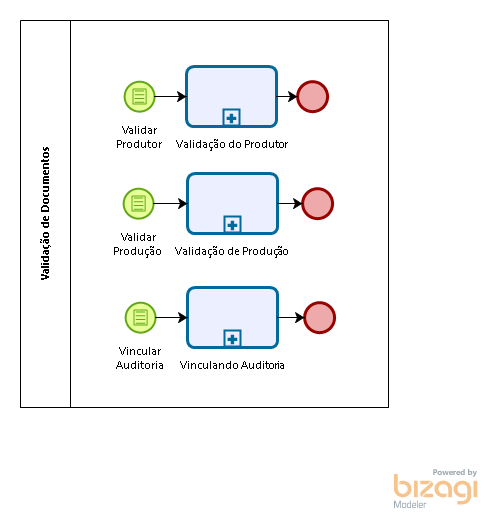 Validação de Documentos
Validar
Produtor
Validação do Produtor
Validar
Produção
Validação de Produção
Vincular
Auditoria
Vinculando Auditoria
Powered by
bizagi
Modeler